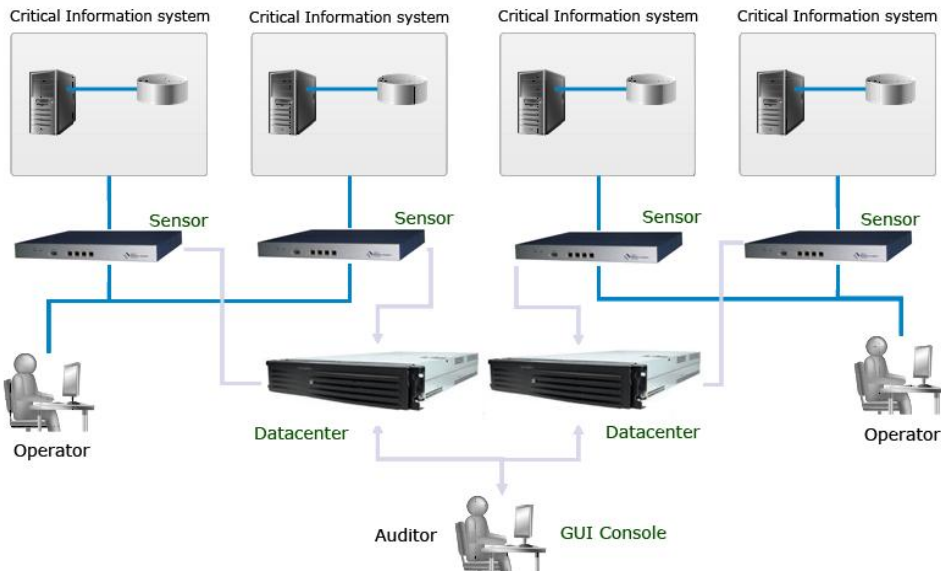 Critical Information system
Critical Information system
Critical Information system
Critical Information system
Sensor
Sensor
Sensor
Sensor
Operator
Datacenter
Datacenter
Operator
Auditor
GUI Console